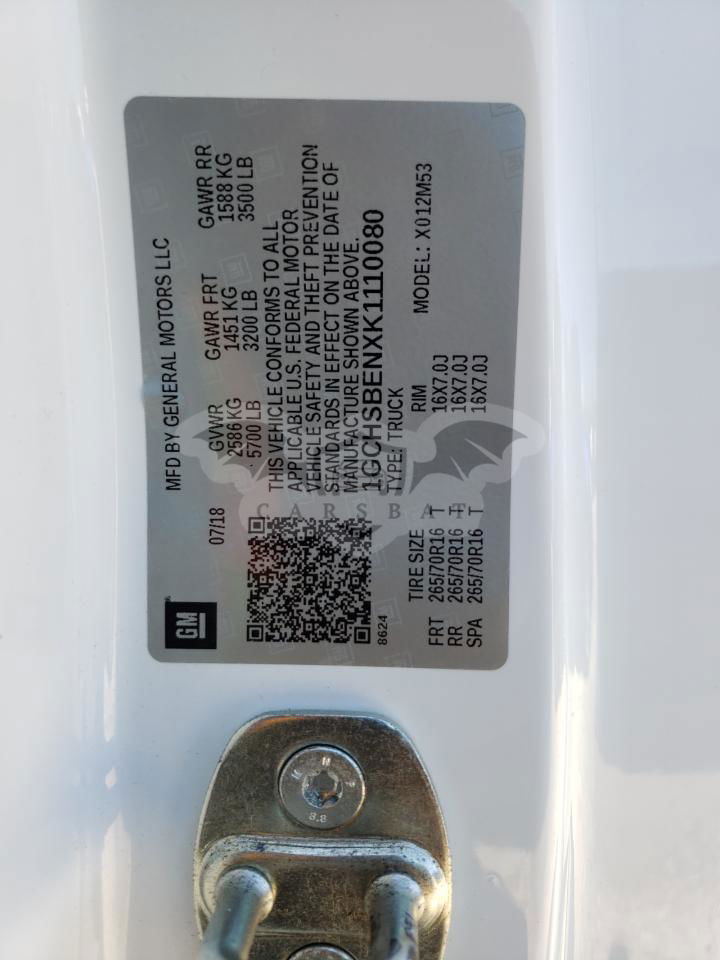 MFD BY GENERAL MOTORS LLC
07/18
GVWR GAWR FRT GAWR RR
2586 KG 1451 KG 1588 KG
5700 LB 3200 LB 3500 LB
THIS VEHICLE CONFORMS TO ALL
APPLICABLE U.S. FEDERAL MOTOR
VEHICLE SAFETY AND THEFT PREVENTION
STANDARDS IN EFFECT ON THE DATE OF
MANUFACTURE SHOWN ABOVE.
1GCHSBENXK1110080
TYPE: TRUCK
8624
TIRE SIZE RIM MODEL: X012M53
FRT 265/70R16 T 16X7.0J
RR 265/70R16 T 16X7.0J
SPA 265/70R16 T 16X7.0J
GM
CARSBAT
8.8